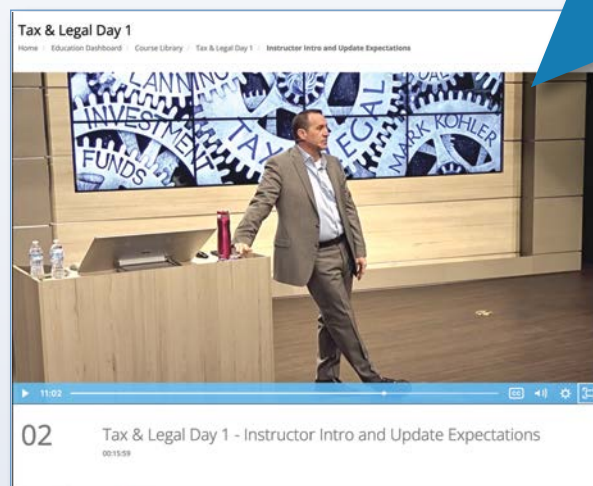 Tax & Legal Day 1
Home / Education Dashboard / Course Library / Tax & Legal Day 1 / Instructor Intro and Update Expectations
PLANNING
INVESTMENT
FUNDS
TAX
LEGAL
MARK KOHLER
11:02
CC
02
Tax & Legal Day 1 - Instructor Intro and Update Expectations
00:15:59